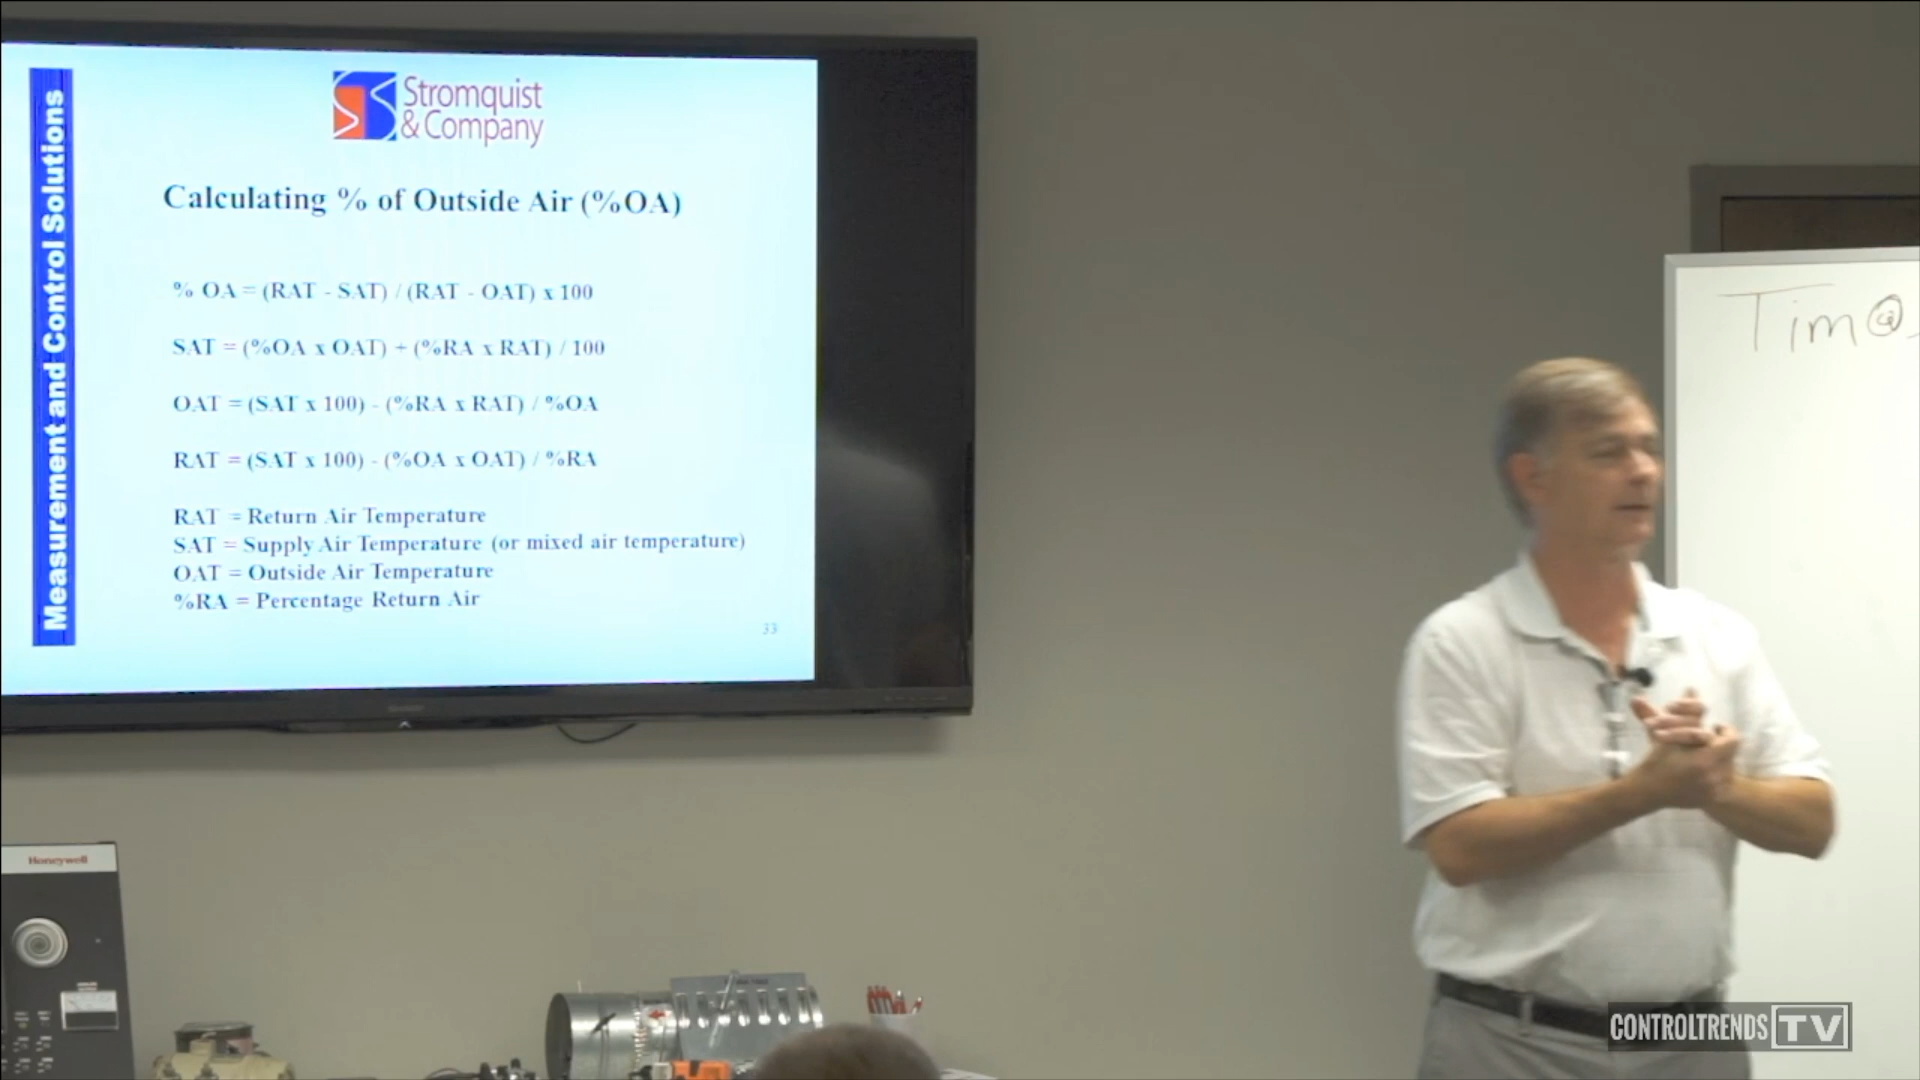 Measurement and Control Solutions
Stromquist
& Company
Calculating % of Outside Air (%OA)
% OA = (RAT - SAT) / (RAT - OAT) x 100
SAT = (%OA x OAT) + (%RA x RAT) / 100
OAT = (SAT x 100) - (%RA x RAT) / %OA
RAT = (SAT x 100) - (%OA x OAT) / %RA
RAT = Return Air Temperature
SAT = Supply Air Temperature (or mixed air temperature)
OAT = Outside Air Temperature
%RA = Percentage Return Air
33
Tim@
Honeywell
CONTROLTRENDS TV